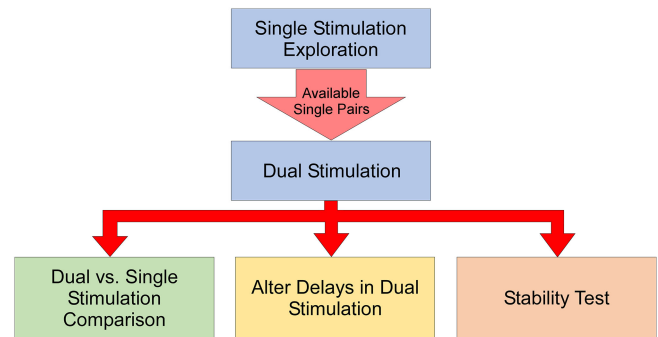 Single Stimulation
Exploration
Available
Single Pairs
Dual Stimulation
Dual vs. Single
Stimulation
Comparison
Alter Delays in Dual
Stimulation
Stability Test